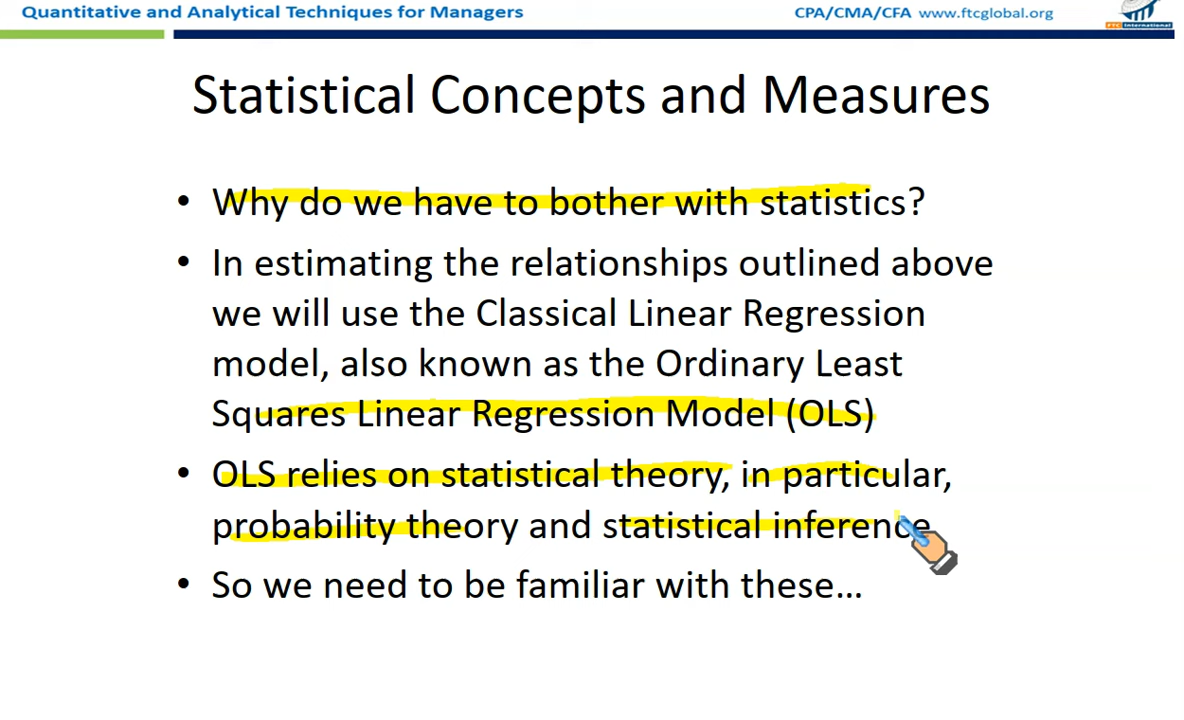 Quantitative and Analytical Techniques for Managers
CPA/CMA/CFA www.ftcglobal.org
FTC International
Statistical Concepts and Measures
• Why do we have to bother with statistics?
• In estimating the relationships outlined above
we will use the Classical Linear Regression
model, also known as the Ordinary Least
Squares Linear Regression Model (OLS)
• OLS relies on statistical theory, in particular,
probability theory and statistical inference
• So we need to be familiar with these…